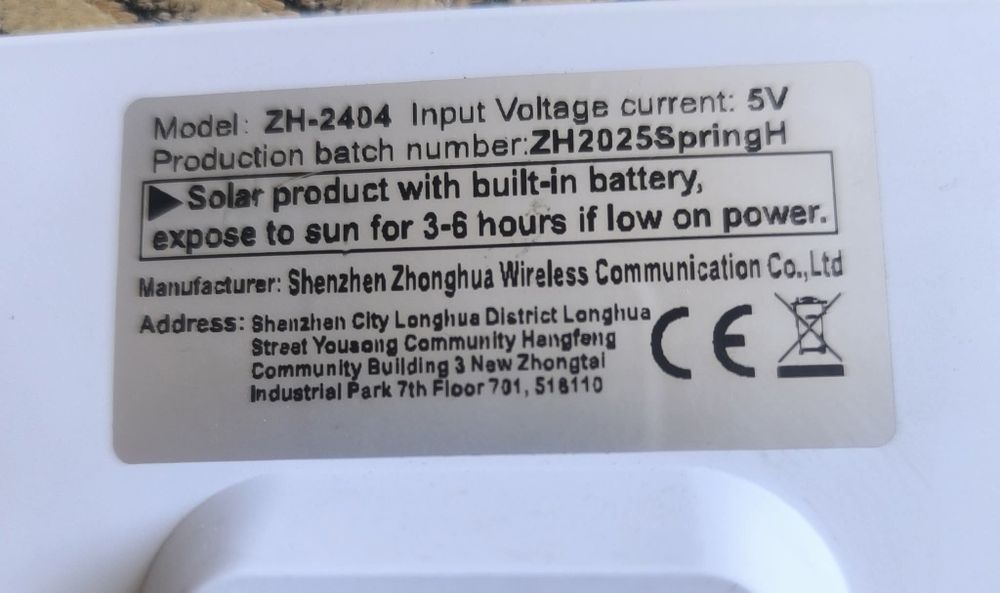 Model: ZH-2404 Input Voltage current: 5V
Production batch number:ZH2025SpringH
Solar product with built-in battery,
expose to sun for 3-6 hours if low on power.
Manufacturer: Shenzhen Zhonghua Wireless Communication Co.,Ltd
Address: Shenzhen City Longhua District Longhua
Street Yousong Community Hengfeng
Community Building 3 New Zhongtai
Industrial Park 7th Floor 701, 518110
CE